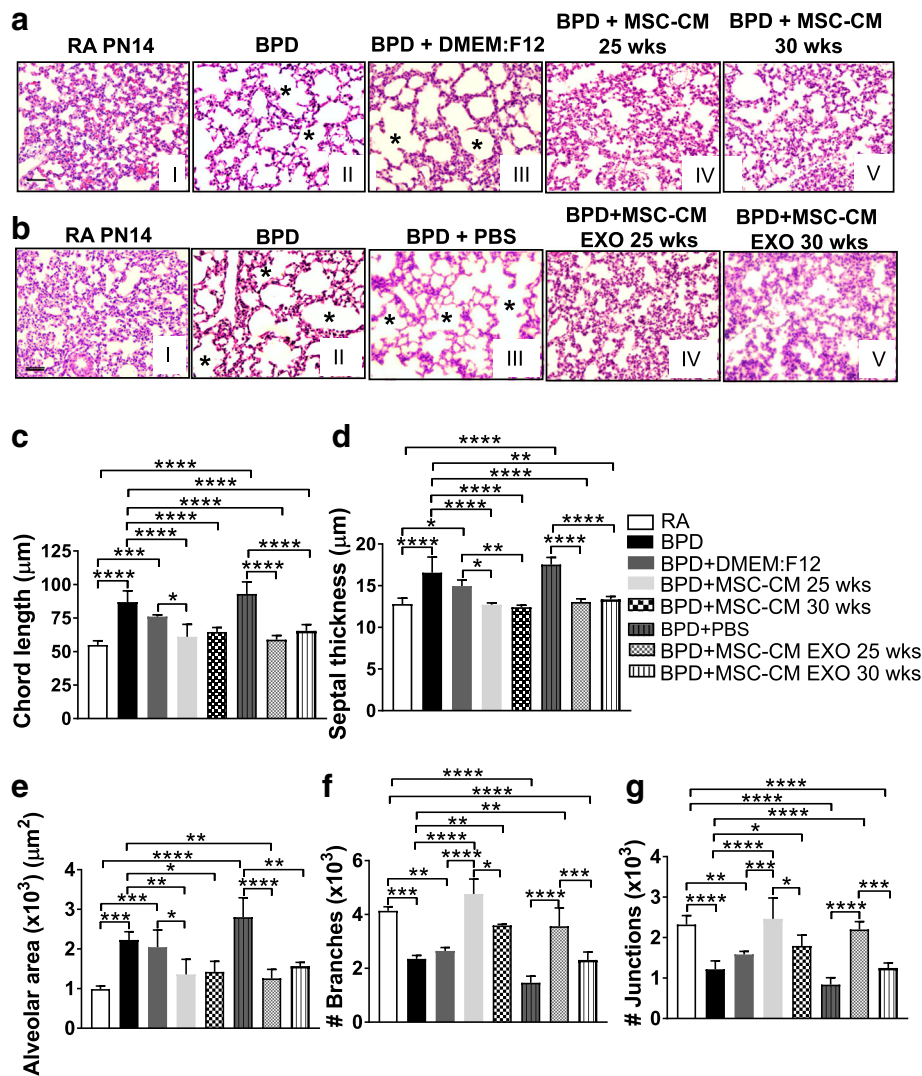 a
RA PN14
BPD
BPD + DMEM:F12
BPD + MSC-CM
25 wks
BPD + MSC-CM
30 wks
*
*
*
*
I
II
III
IV
V
b
RA PN14
BPD
BPD + PBS
BPD+MSC-CM
EXO 25 wks
BPD+MSC-CM
EXO 30 wks
*
*
*
*
*
*
I
II
III
IV
V
c
****
****
****
****
****
***
****
*
****
****
Chord length (μm)
125
100
75
50
25
0
d
****
**
****
****
****
*
****
**
*
****
****
Septal thickness (μm)
20
15
10
5
0
RA
BPD
BPD+DMEM:F12
BPD+MSC-CM 25 wks
BPD+MSC-CM 30 wks
BPD+PBS
BPD+MSC-CM EXO 25 wks
BPD+MSC-CM EXO 30 wks
e
**
****
*
**
***
***
*
**
****
Alveolar area (x10³) (μm²)
4
3
2
1
0
f
****
****
**
**
****
**
***
****
*
****
***
# Branches (x10³)
6
4
2
0
g
****
****
****
*
****
**
****
***
*
****
***
# Junctions (x10³)
4
3
2
1
0